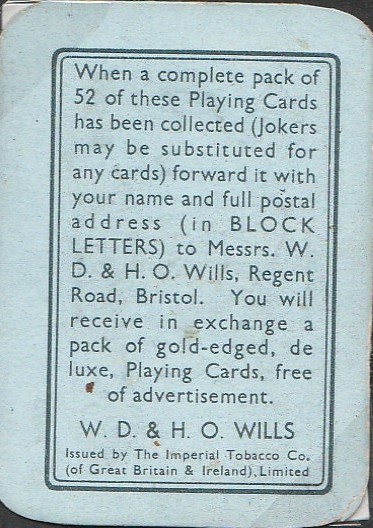 When a complete pack of
52 of these Playing Cards
has been collected (Jokers
may be substituted for
any cards) forward it with
your name and full postal
address (in BLOCK
LETTERS) to Messrs. W.
D. & H. O. Wills, Regent
Road, Bristol. You will
receive in exchange a
pack of gold-edged, de
luxe, Playing Cards, free
of advertisement.
W. D. & H. O. WILLS
Issued by The Imperial Tobacco Co.
(of Great Britain & Ireland), Limited